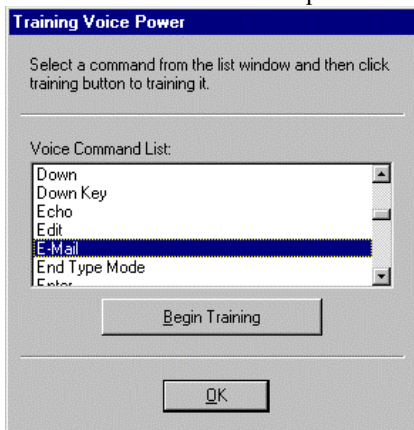 Training Voice Power
Select a command from the list window and then click
training button to training it.
Voice Command List:
Down
Down Key
Echo
Edit
E-Mail
End Type Mode
Enter
Begin Training
OK